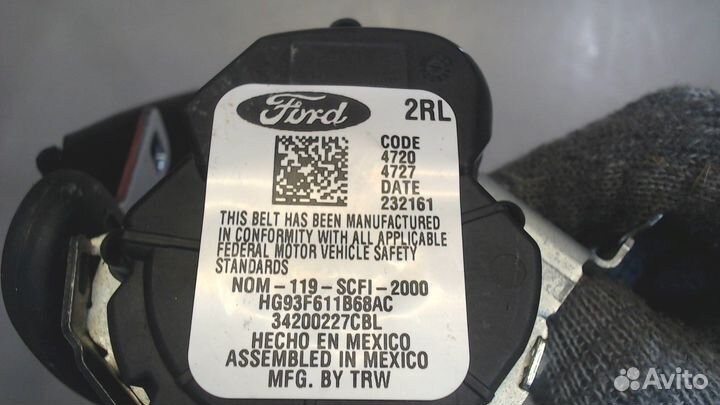 Ford
2RL
CODE
4720
4727
DATE
232161
THIS BELT HAS BEEN MANUFACTURED
IN CONFORMITY WITH ALL APPLICABLE
FEDERAL MOTOR VEHICLE SAFETY
STANDARDS
NOM-119-SCFI-2000
HG93F611B68AC
34200227CBL
HECHO EN MEXICO
ASSEMBLED IN MEXICO
MFG. BY TRW
Avito